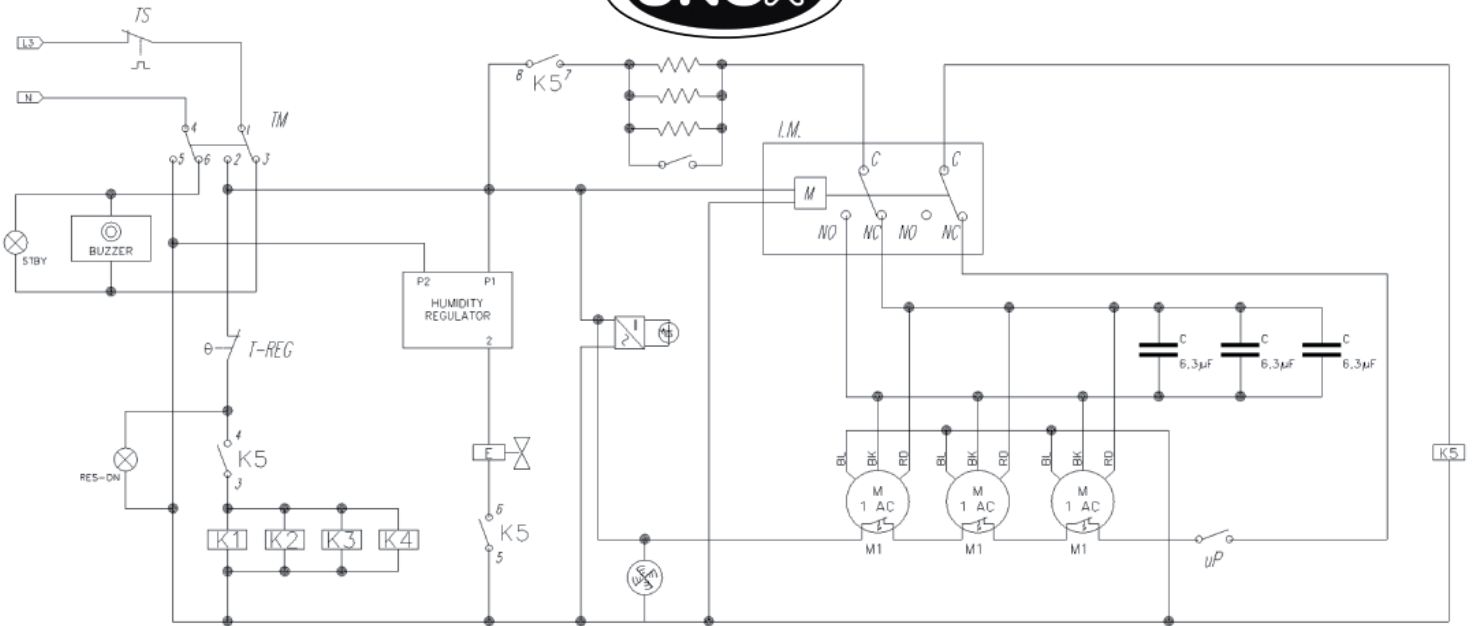 TS
L3
N
4
1
TM
5
6
2
3
BUZZER
STBY
8
K5
7
I.M.
C
C
M
NO
NC
NO
NC
P2
P1
HUMIDITY
REGULATOR
2
θ
T-REG
C
6,3µF
C
6,3µF
C
6,3µF
4
K5
3
RES-ON
E
6
K5
5
K1
K2
K3
K4
BL
BK
RD
BL
BK
RD
BL
BK
RD
M
1 AC
M
1 AC
M
1 AC
M1
M1
M1
uP
K5